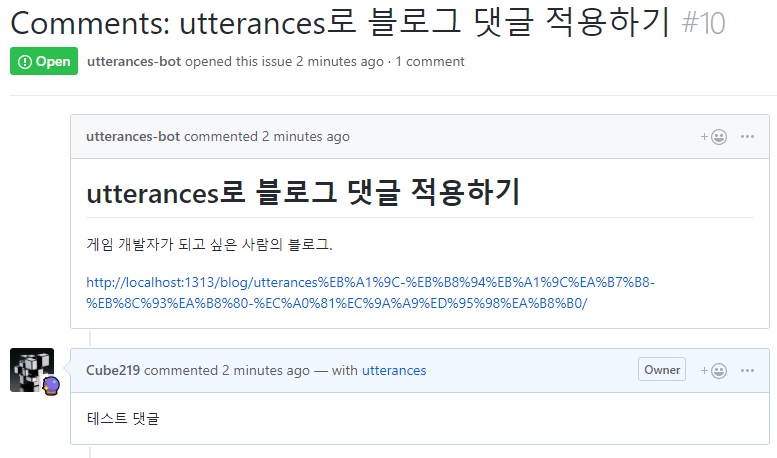 Comments: utterances로 블로그 댓글 적용하기 #10
Open utterances-bot opened this issue 2 minutes ago · 1 comment
utterances-bot commented 2 minutes ago
utterances로 블로그 댓글 적용하기
게임 개발자가 되고 싶은 사람의 블로그.
http://localhost:1313/blog/utterances%EB%A1%9C-%EB%B8%94%EB%A1%9C%EA%B7%B8-
%EB%8C%93%EA%B8%80-%EC%A0%81%EC%9A%A9%ED%95%98%EA%B8%B0/
Cube219 commented 2 minutes ago — with utterances Owner
테스트 댓글